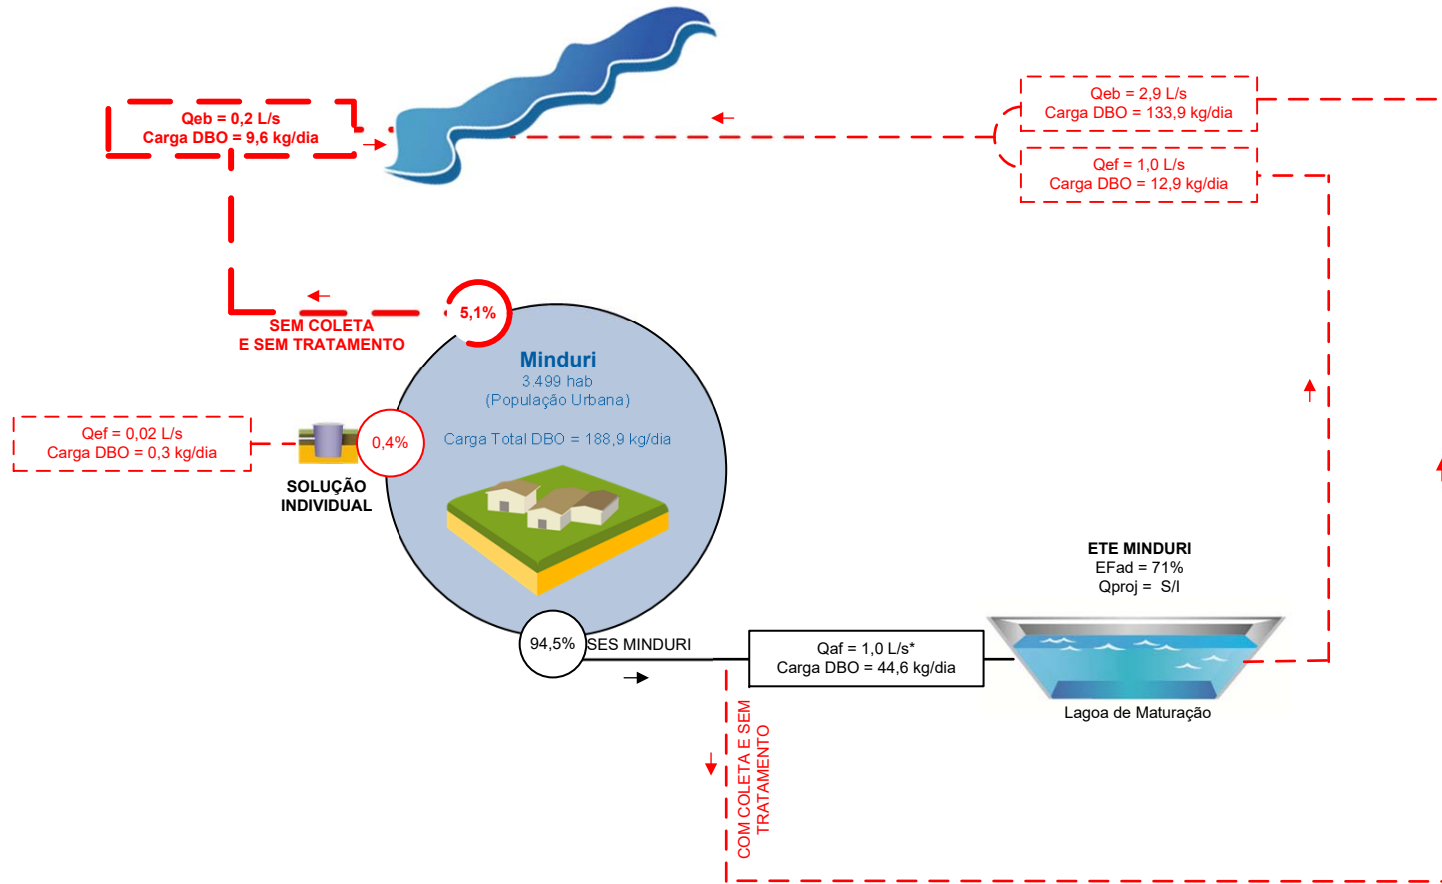 Qeb = 0,2 L/s
Carga DBO = 9,6 kg/dia
Qeb = 2,9 L/s
Carga DBO = 133,9 kg/dia
Qef = 1,0 L/s
Carga DBO = 12,9 kg/dia
5,1%
SEM COLETA
E SEM TRATAMENTO
Minduri
3.499 hab
(População Urbana)
Carga Total DBO = 188,9 kg/dia
Qef = 0,02 L/s
Carga DBO = 0,3 kg/dia
0,4%
SOLUÇÃO
INDIVIDUAL
ETE MINDURI
EFad = 71%
Qproj = S/I
94,5%
SES MINDURI
Qaf = 1,0 L/s*
Carga DBO = 44,6 kg/dia
Lagoa de Maturação
COM COLETA E SEM
TRATAMENTO